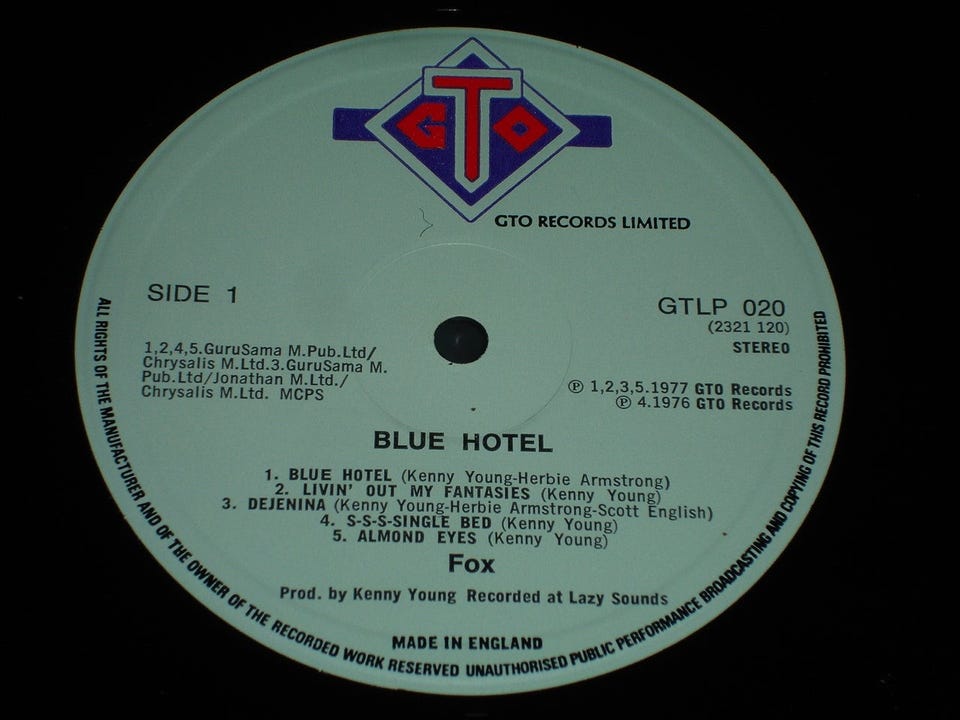 GTO
GTO RECORDS LIMITED
SIDE 1
GTLP 020
(2321 120)
STEREO
1,2,4,5.GuruSama M.Pub.Ltd/
Chrysalis M.Ltd.3.GuruSama M.
Pub.Ltd/Jonathan M.Ltd./
Chrysalis M.Ltd. MCPS
℗ 1,2,3,5.1977 GTO Records
℗ 4.1976 GTO Records
BLUE HOTEL
1. BLUE HOTEL (Kenny Young-Herbie Armstrong)
2. LIVIN' OUT MY FANTASIES (Kenny Young)
3. DEJENINA (Kenny Young-Herbie Armstrong-Scott English)
4. S-S-S-SINGLE BED (Kenny Young)
5. ALMOND EYES (Kenny Young)
Fox
Prod. by Kenny Young Recorded at Lazy Sounds
MADE IN ENGLAND
ALL RIGHTS OF THE MANUFACTURER AND OF THE OWNER OF THE RECORDED WORK RESERVED UNAUTHORISED PUBLIC PERFORMANCE BROADCASTING AND COPYING OF THIS RECORD PROHIBITED